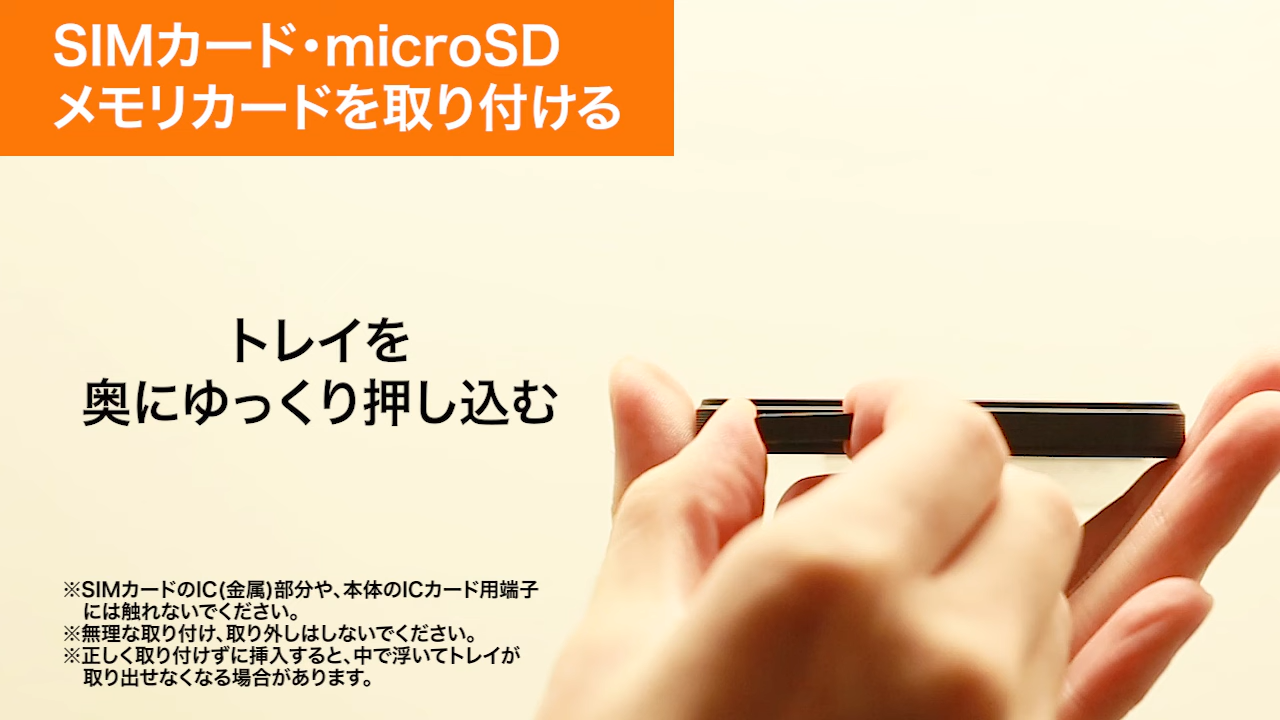 SIMカード・microSD
メモリカードを取り付ける
トレイを
奥にゆっくり押し込む
※SIMカードのIC(金属)部分や、本体のICカード用端子
には触れないでください。
※無理な取り付け、取り外しはしないでください。
※正しく取り付けずに挿入すると、中で浮いてトレイが
取り出せなくなる場合があります。